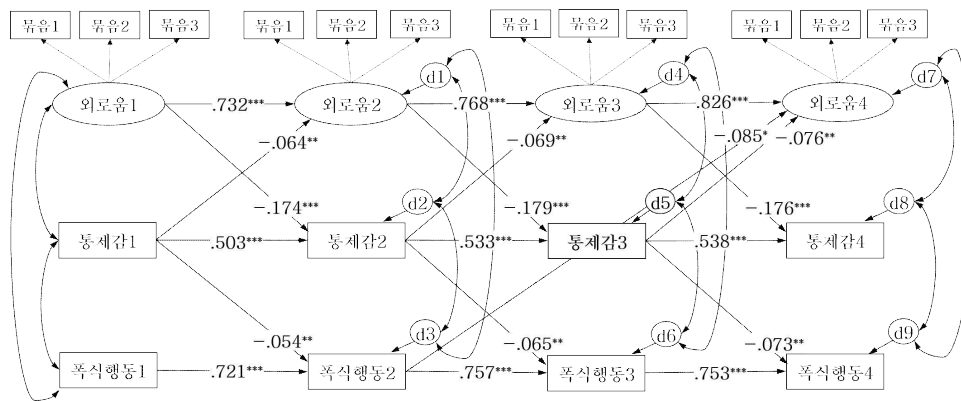 묶음1 묶음2 묶음3 묶음1 묶음2 묶음3 묶음1 묶음2 묶음3 묶음1 묶음2 묶음3
d1 d4 d7
외로움1 .732*** 외로움2 .768*** 외로움3 .826*** 외로움4
-.064** -.069** -.085* -.076**
-.174*** d2 -.179*** d5 -.176*** d8
통제감1 .503*** 통제감2 .533*** 통제감3 .538*** 통제감4
-.054** d3 -.065** d6 -.073** d9
폭식행동1 .721*** 폭식행동2 .757*** 폭식행동3 .753*** 폭식행동4